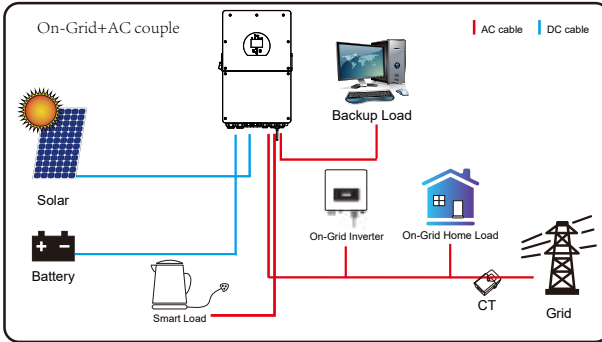 On-Grid+AC couple
AC cable
DC cable
Backup Load
Solar
On-Grid Inverter
On-Grid Home Load
Battery
CT
Grid
Smart Load